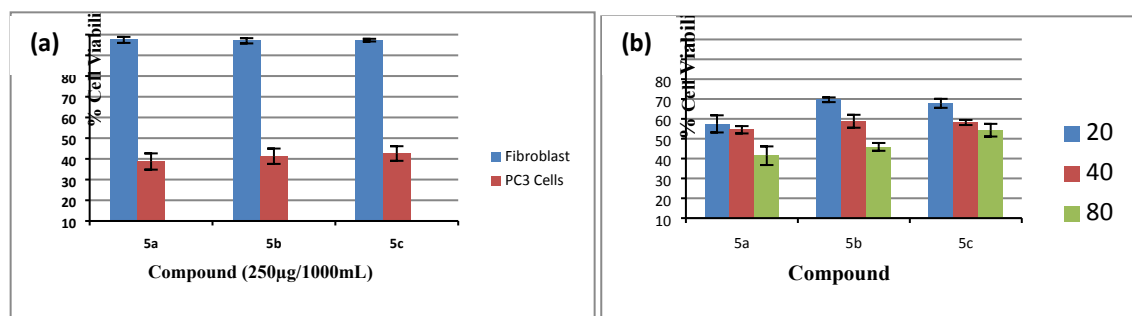 (a)
% Cell Viabili
80
70
60
50
40
30
20
10
5a 5b 5c
Compound (250µg/1000mL)
Fibroblast
PC3 Cells
(b)
% Cell Viabili
80
70
60
50
40
30
20
10
5a 5b 5c
Compound
20
40
80